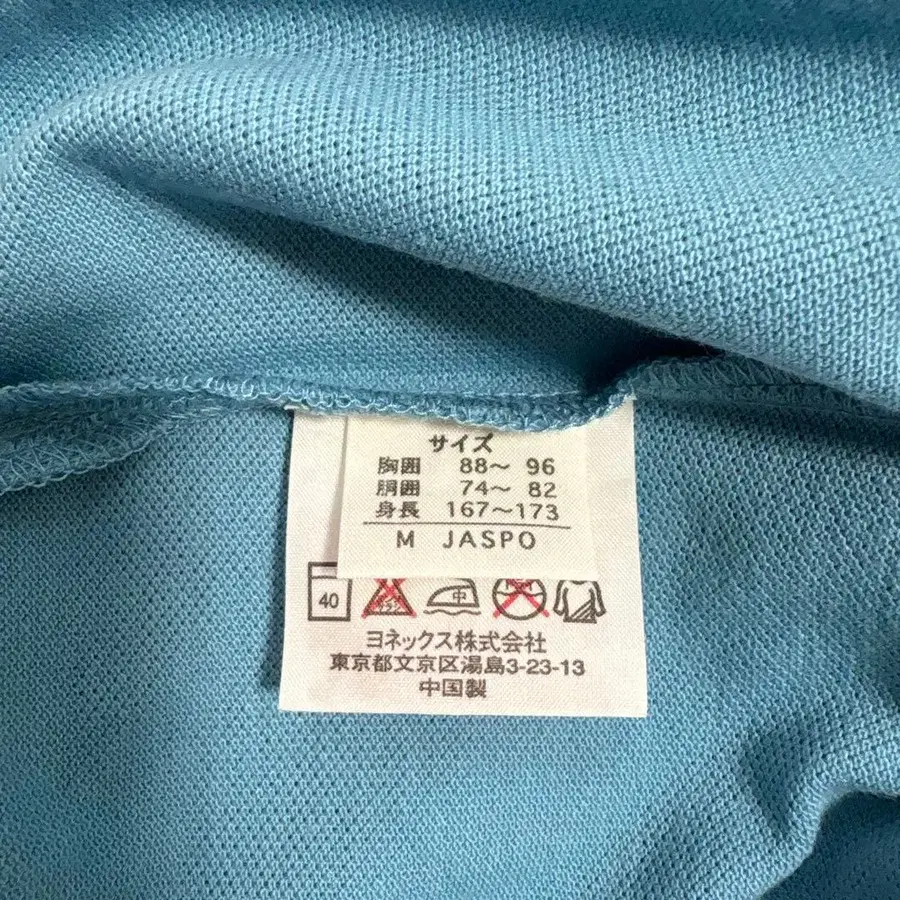 サイズ
胸囲 88〜 96
胴囲 74〜 82
身長 167〜173
M JASPO
40 中
ヨネックス株式会社
東京都文京区湯島3-23-13
中国製